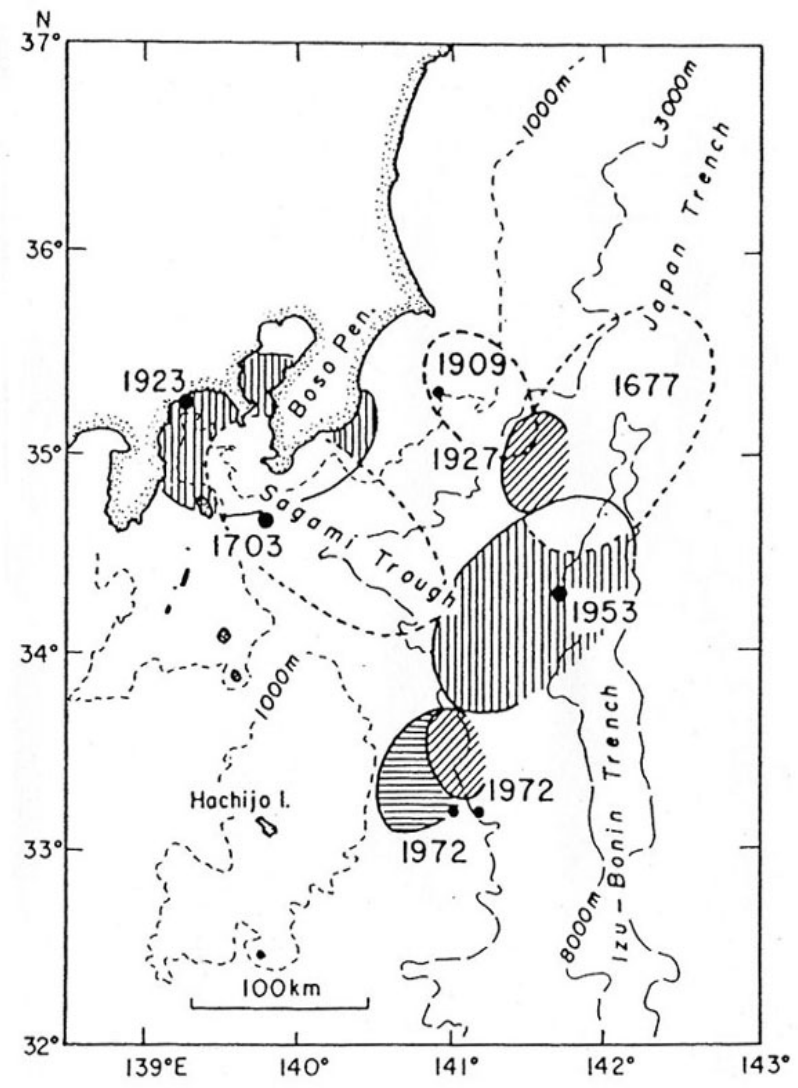 N
37°
1000m
3000m
Japan Trench
36°
Boso Pen.
1923
1909
1677
35°
1927
Sagami Trough
1703
1953
34°
1000m
Hachijo I.
1972
1972
33°
Izu-Bonin Trench
8000m
100km
32°
139°E
140°
141°
142°
143°